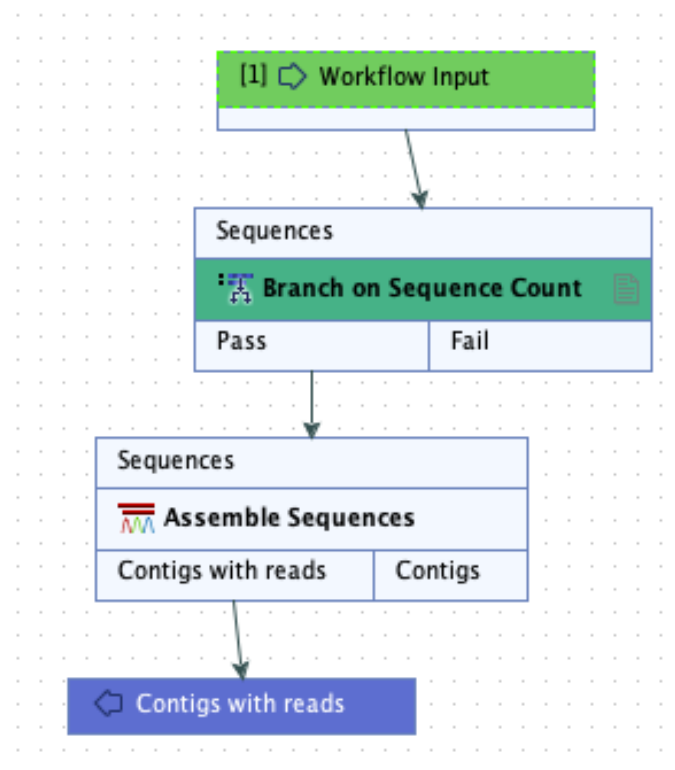 [1] Workflow Input
Sequences
Branch on Sequence Count
Pass Fail
Sequences
Assemble Sequences
Contigs with reads Contigs
Contigs with reads